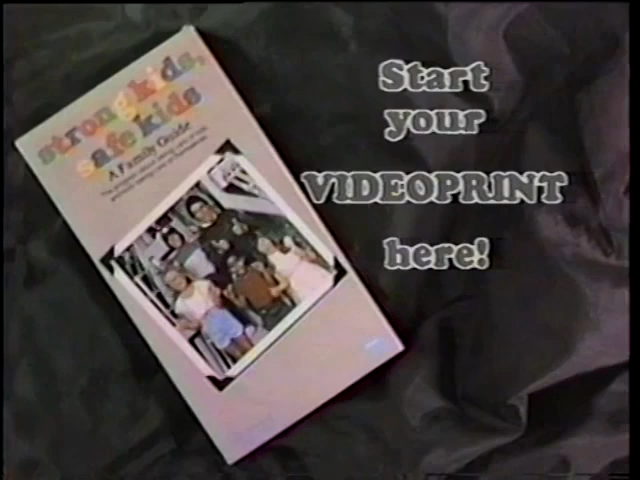 strong kids,
safe kids
A Family Guide
Start
your
VIDEOPRINT
here!